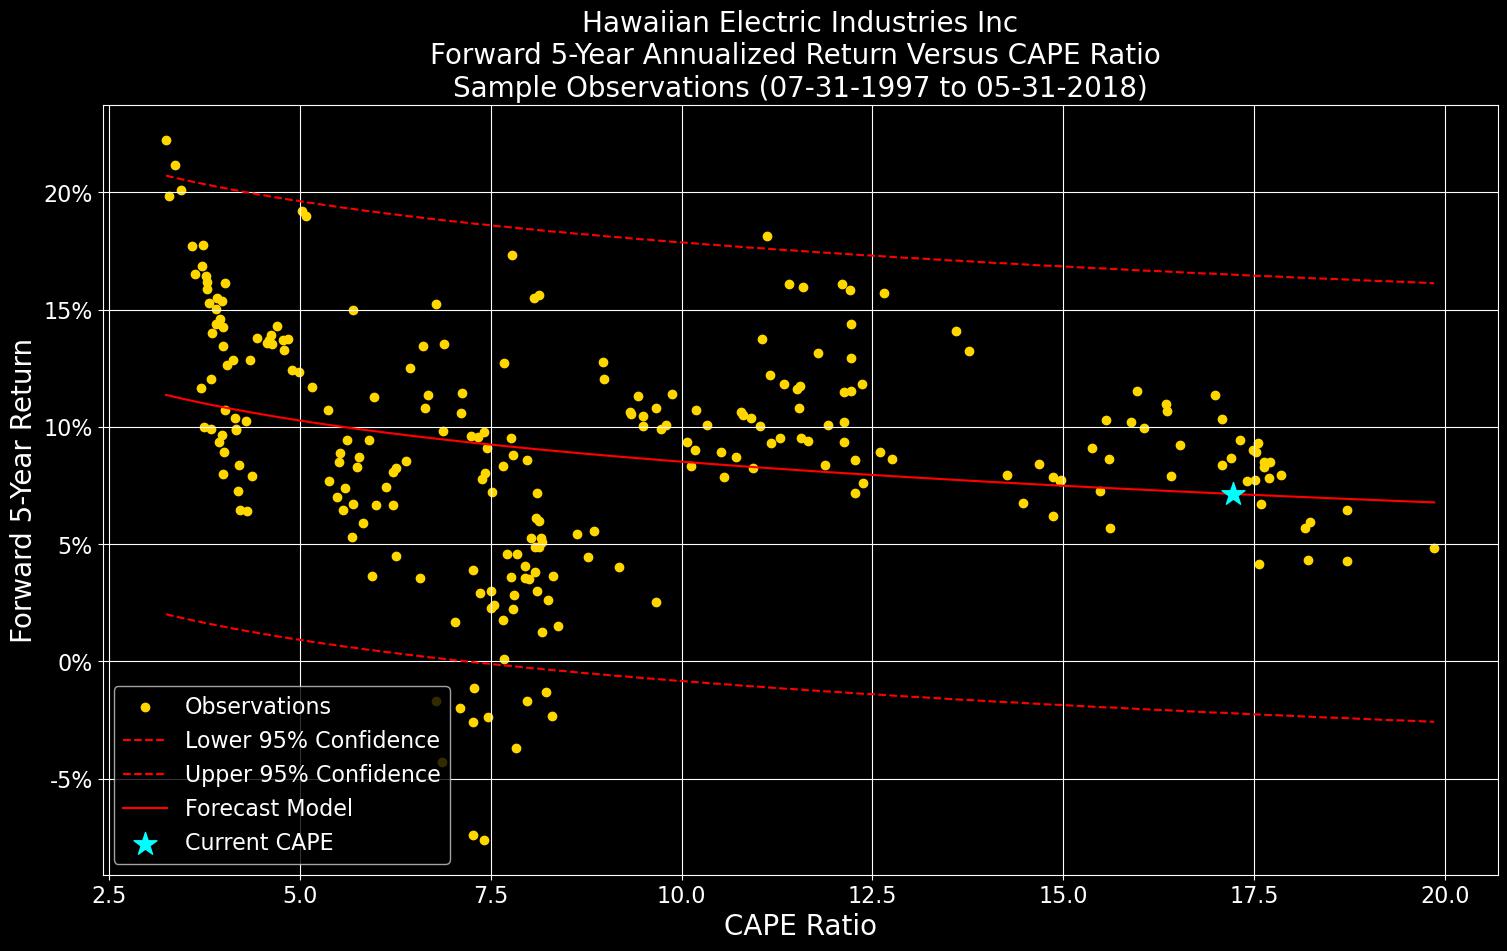 Hawaiian Electric Industries Inc
Forward 5-Year Annualized Return Versus CAPE Ratio
Sample Observations (07-31-1997 to 05-31-2018)
Forward 5-Year Return
20%
15%
10%
5%
0%
-5%
Observations
Lower 95% Confidence
Upper 95% Confidence
Forecast Model
Current CAPE
2.5 5.0 7.5 10.0 12.5 15.0 17.5 20.0
CAPE Ratio